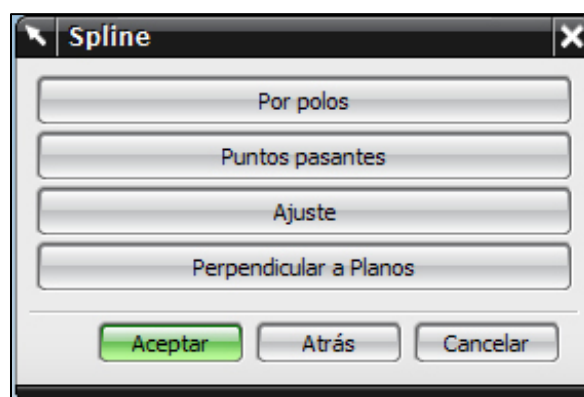 Spline
Por polos
Puntos pasantes
Ajuste
Perpendicular a Planos
Aceptar Atrás Cancelar